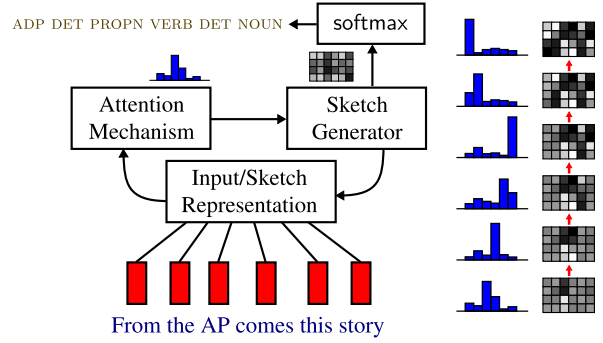 ADP DET PROPN VERB DET NOUN
softmax
Attention
Mechanism
Sketch
Generator
Input/Sketch
Representation
From the AP comes this story